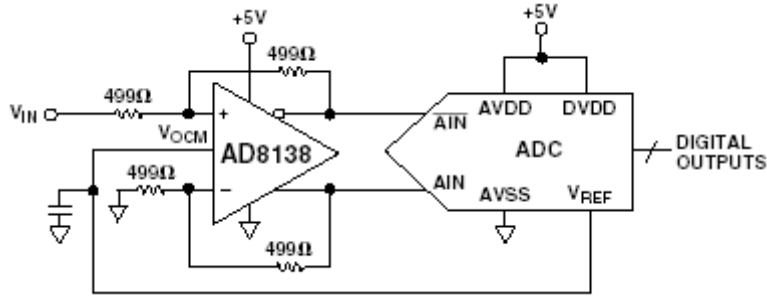 +5V
+5V
499Ω
499Ω
V_IN
+
V_OCM
AD8138
499Ω
−
499Ω
AIN
AVDD
DVDD
ADC
AIN
AVSS
V_REF
DIGITAL
OUTPUTS